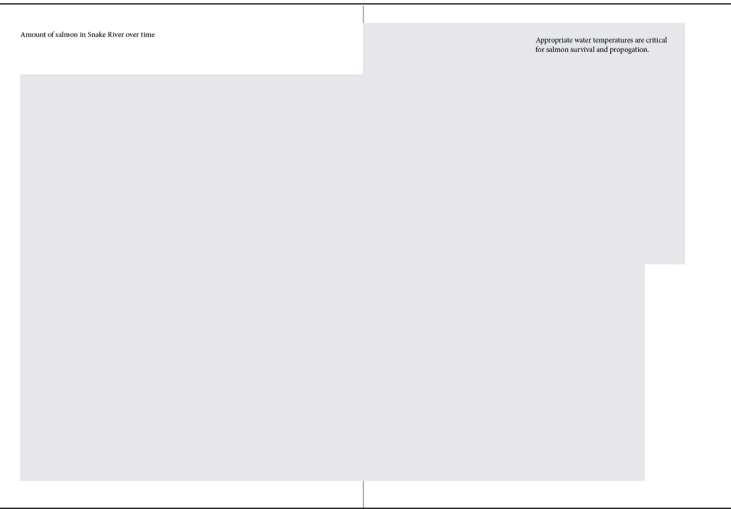 Amount of salmon in Snake River over time
Appropriate water temperatures are critical
for salmon survival and propogation.